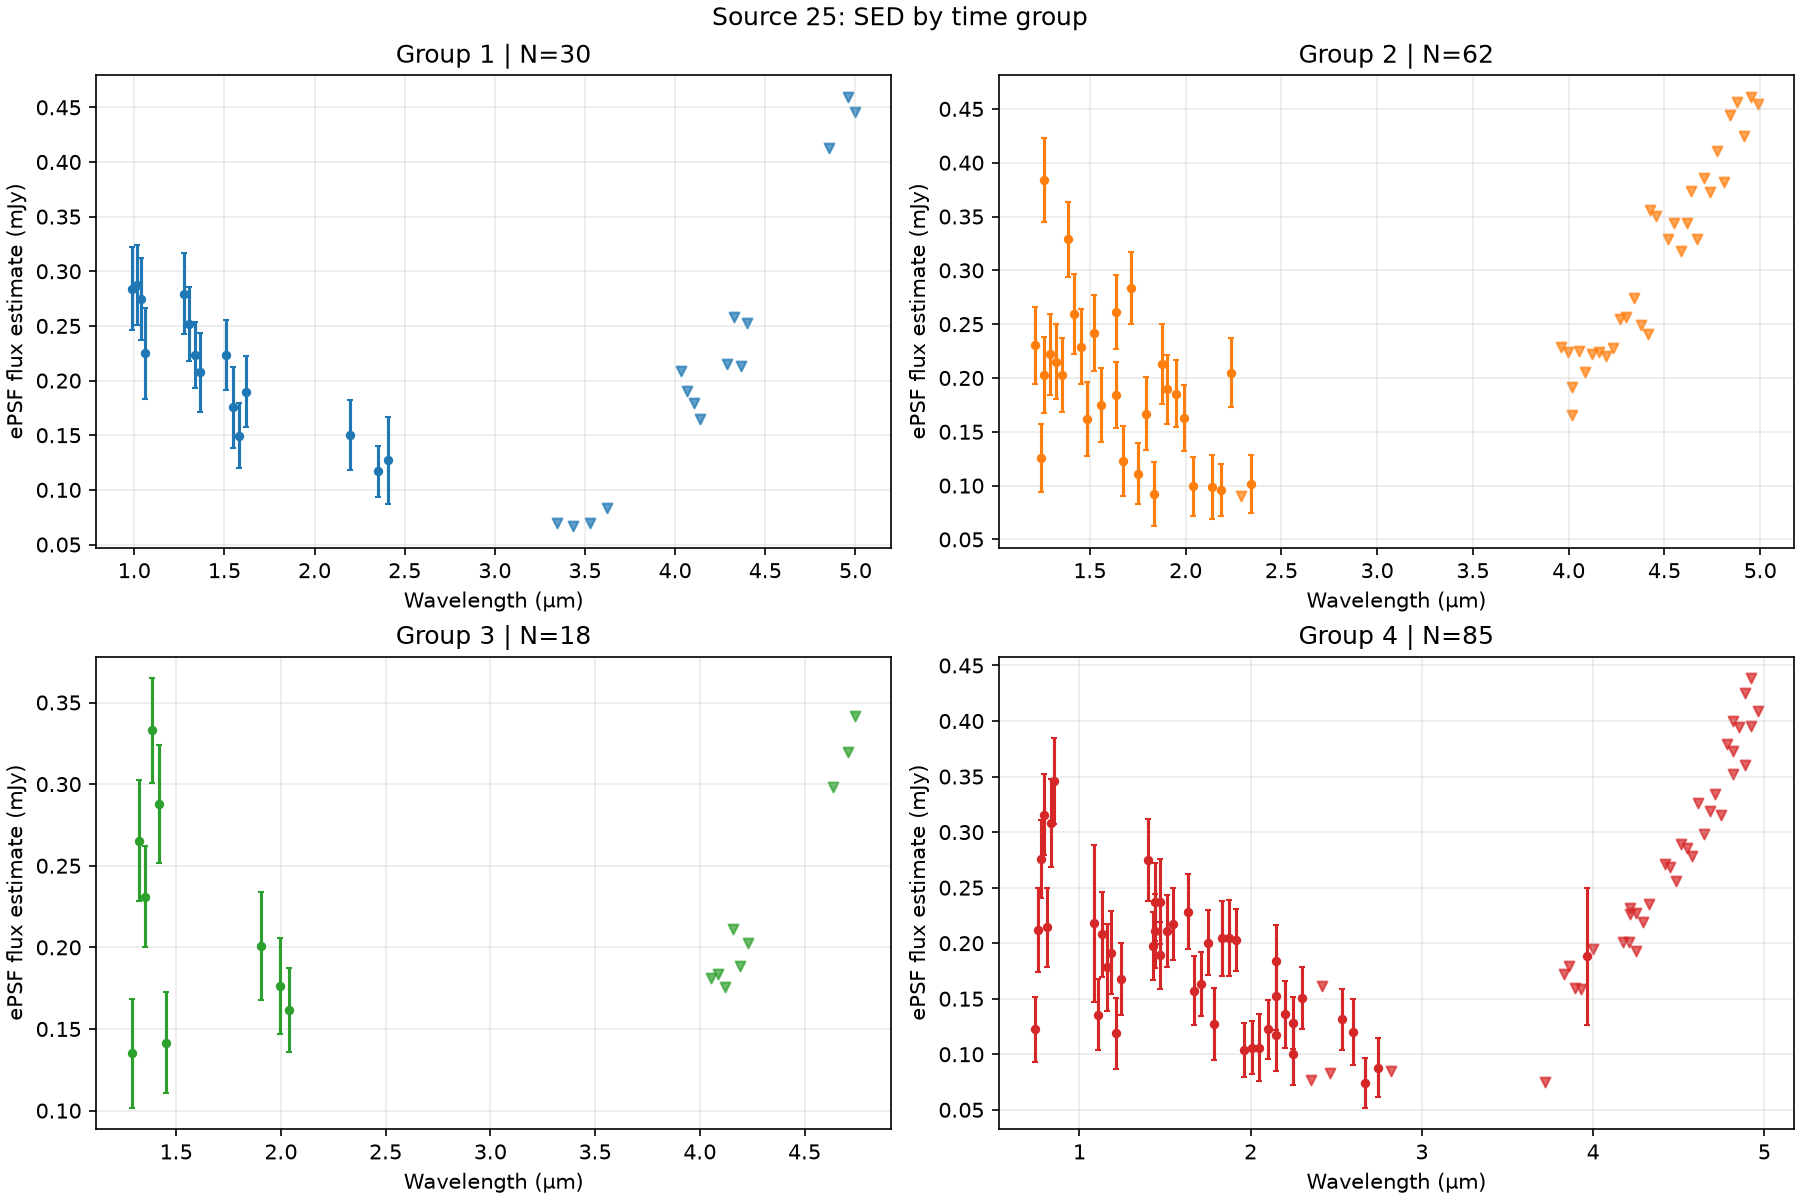 Source 25: SED by time group
Group 1 | N=30
ePSF flux estimate (mJy)
0.45
0.40
0.35
0.30
0.25
0.20
0.15
0.10
0.05
1.0 1.5 2.0 2.5 3.0 3.5 4.0 4.5 5.0
Wavelength (μm)
Group 2 | N=62
ePSF flux estimate (mJy)
0.45
0.40
0.35
0.30
0.25
0.20
0.15
0.10
0.05
1.5 2.0 2.5 3.0 3.5 4.0 4.5 5.0
Wavelength (μm)
Group 3 | N=18
ePSF flux estimate (mJy)
0.35
0.30
0.25
0.20
0.15
0.10
1.5 2.0 2.5 3.0 3.5 4.0 4.5
Wavelength (μm)
Group 4 | N=85
ePSF flux estimate (mJy)
0.45
0.40
0.35
0.30
0.25
0.20
0.15
0.10
0.05
1 2 3 4 5
Wavelength (μm)